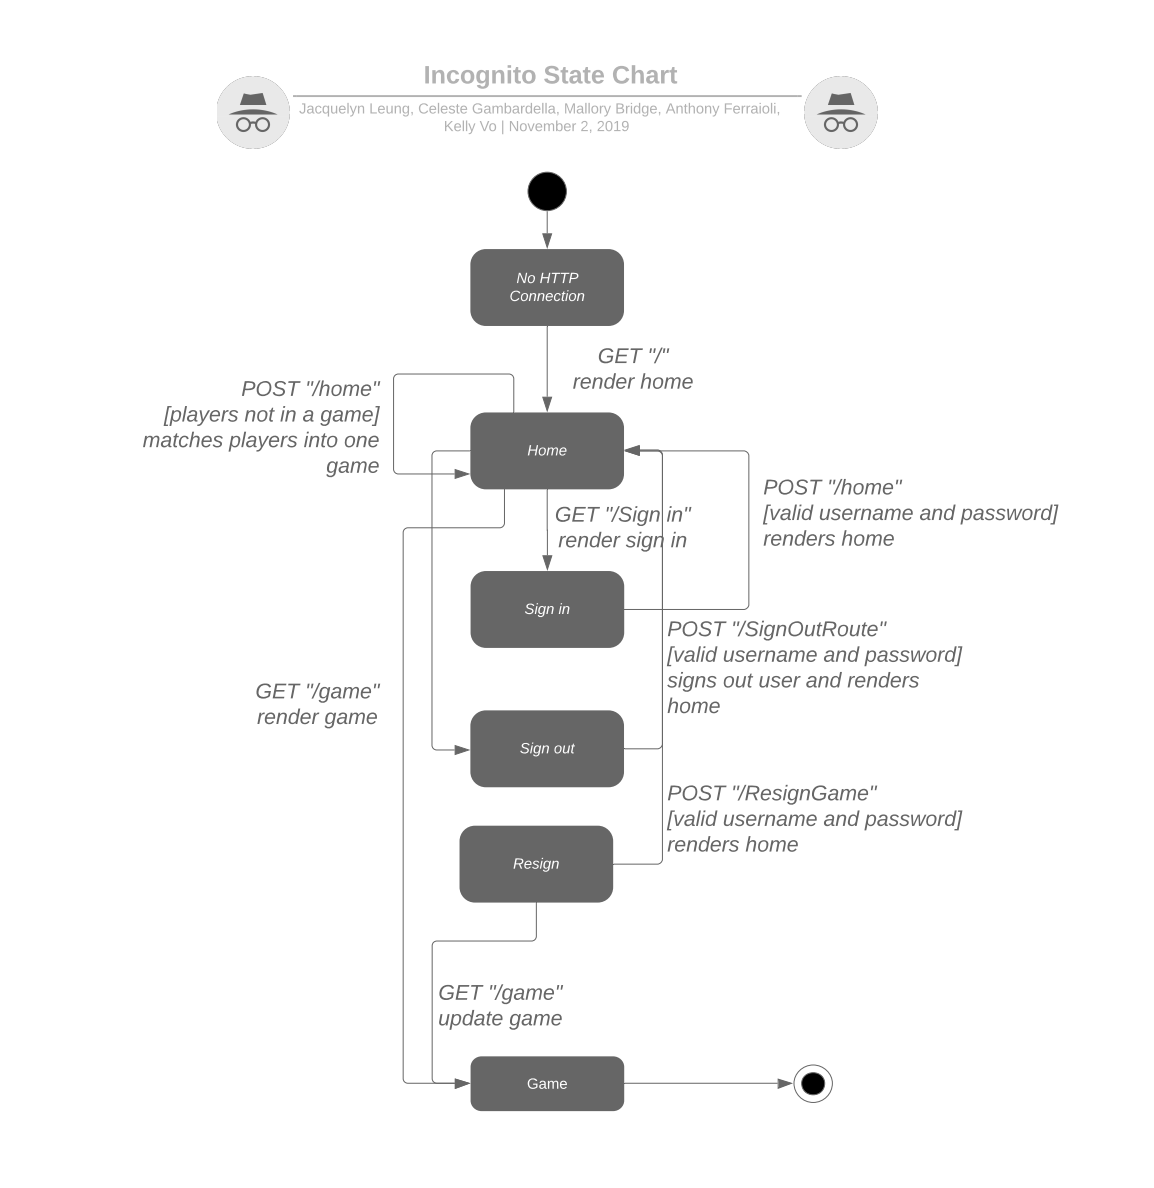 Incognito State Chart
Jacquelyn Leung, Celeste Gambardella, Mallory Bridge, Anthony Ferraioli,
Kelly Vo | November 2, 2019
No HTTP
Connection
GET "/"
render home
POST "/home"
[players not in a game]
matches players into one
game
Home
GET "/Sign in"
render sign in
POST "/home"
[valid username and password]
renders home
Sign in
POST "/SignOutRoute"
[valid username and password]
signs out user and renders
home
GET "/game"
render game
Sign out
POST "/ResignGame"
[valid username and password]
renders home
Resign
GET "/game"
update game
Game